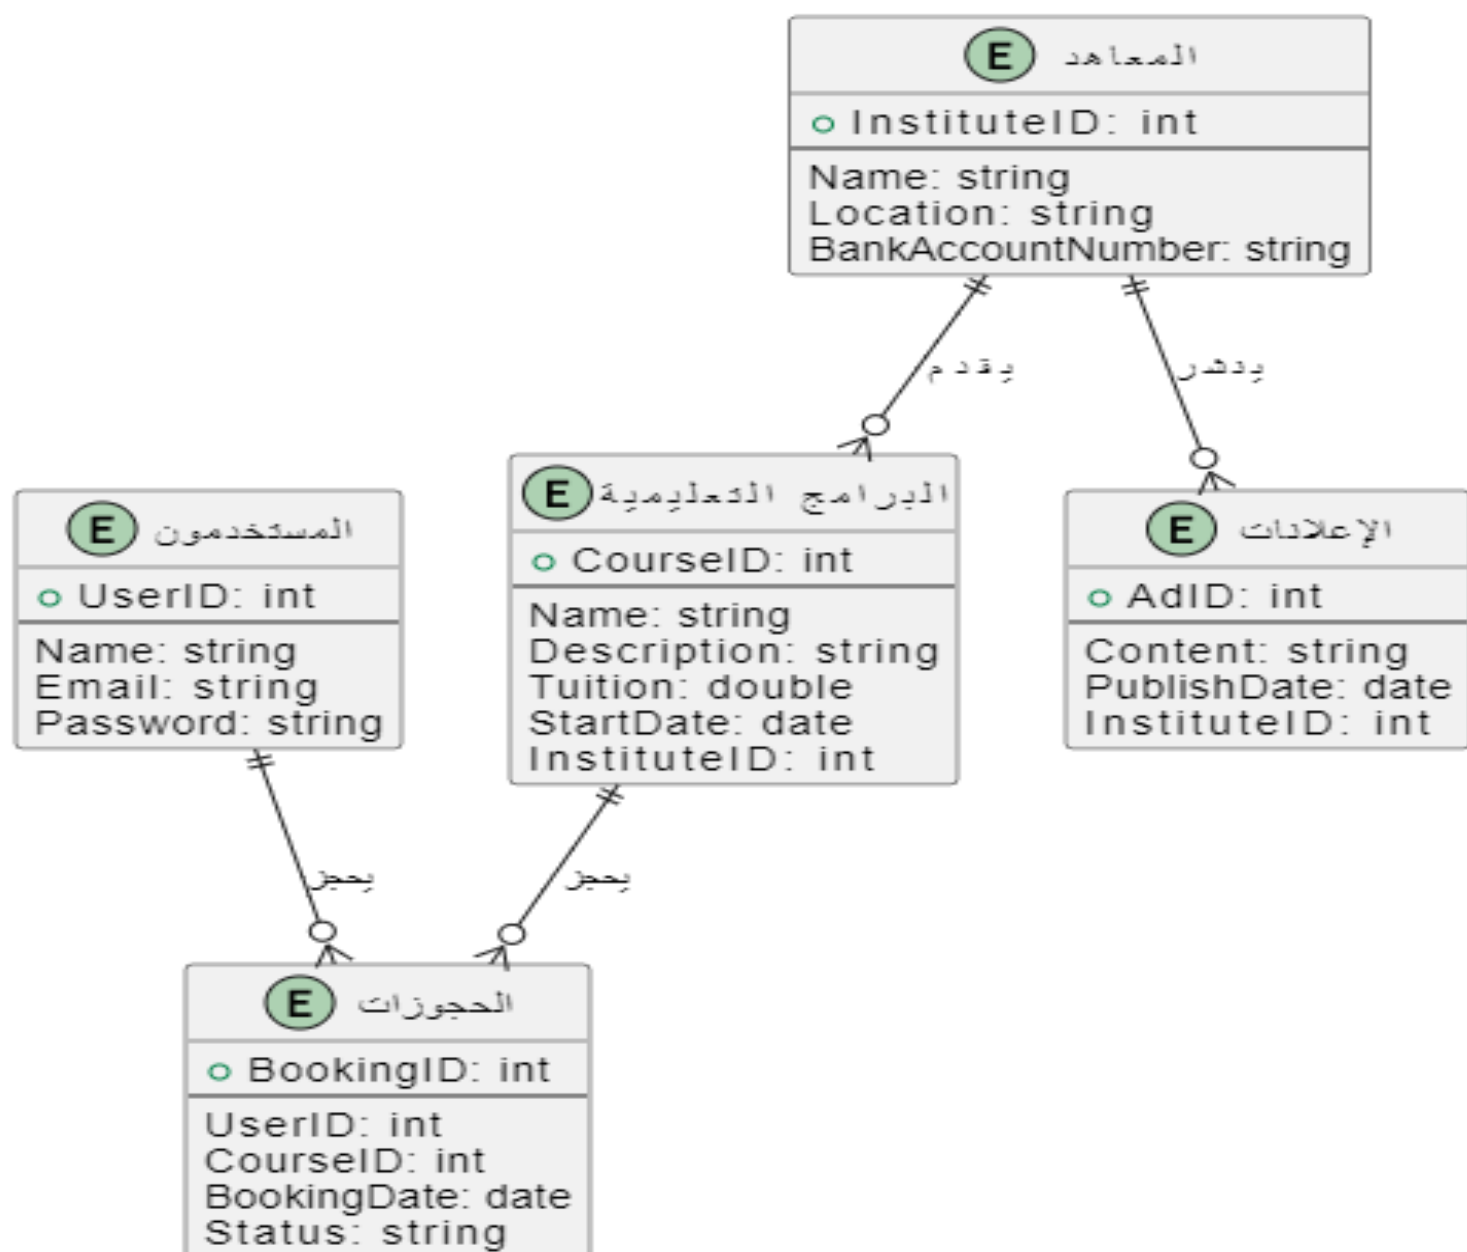 E المعاهد
InstituteID: int
Name: string
Location: string
BankAccountNumber: string
يقدم
ينشر
E البرامج التعليمية
CourseID: int
Name: string
Description: string
Tuition: double
StartDate: date
InstituteID: int
E الإعلانات
AdID: int
Content: string
PublishDate: date
InstituteID: int
E المستخدمون
UserID: int
Name: string
Email: string
Password: string
يحجز
يحجز
E الحجوزات
BookingID: int
UserID: int
CourseID: int
BookingDate: date
Status: string